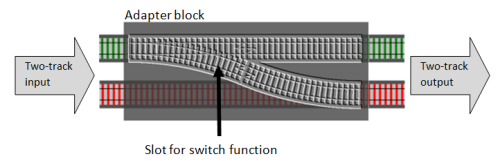 Adapter block
Two-track
input
Two-track
output
Slot for switch function